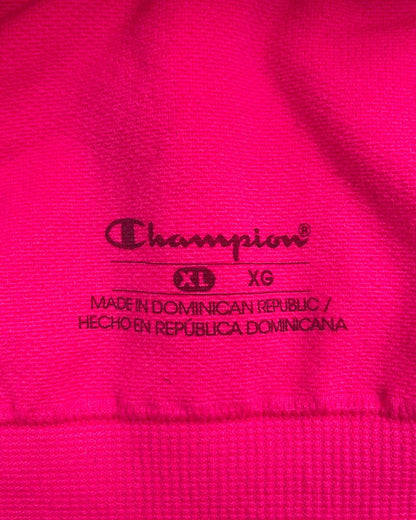 Champion®
XL XG
MADE IN DOMINICAN REPUBLIC /
HECHO EN REPÚBLICA DOMINICANA